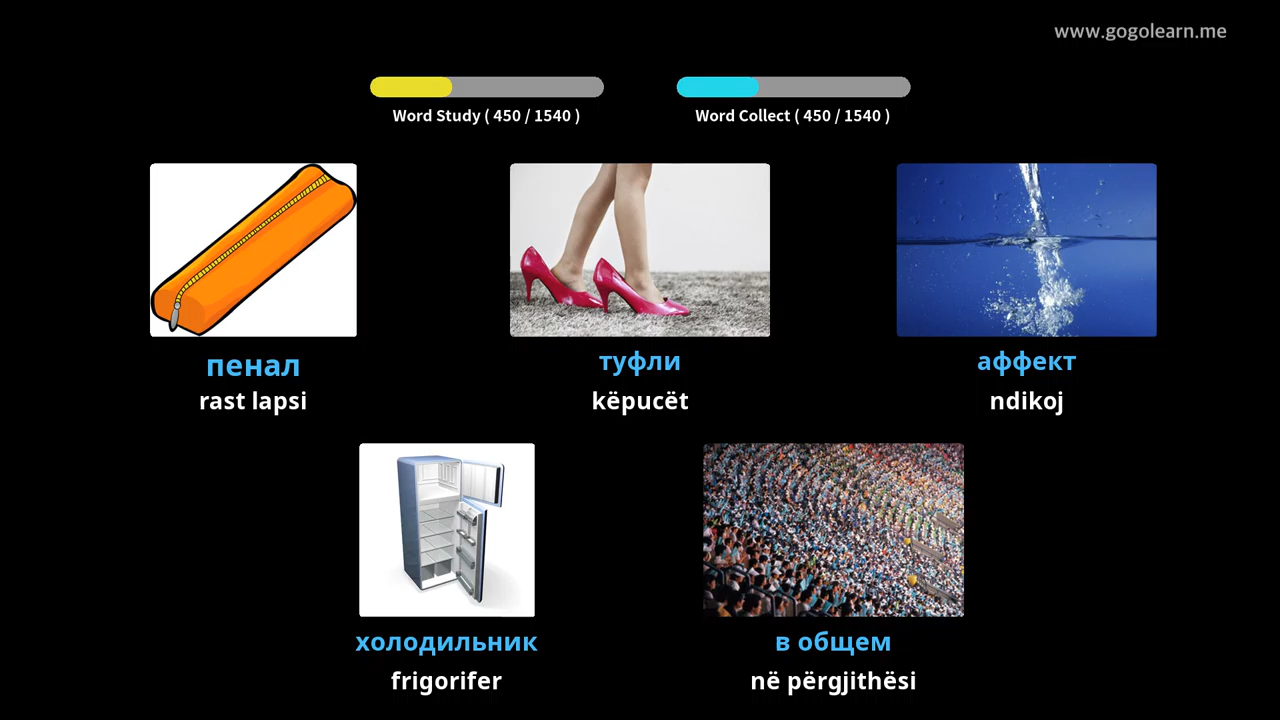 www.gogolearn.me
Word Study ( 450 / 1540 )
Word Collect ( 450 / 1540 )
пенал
rast lapsi
туфли
këpucët
аффект
ndikoj
холодильник
frigorifer
в общем
në përgjithësi